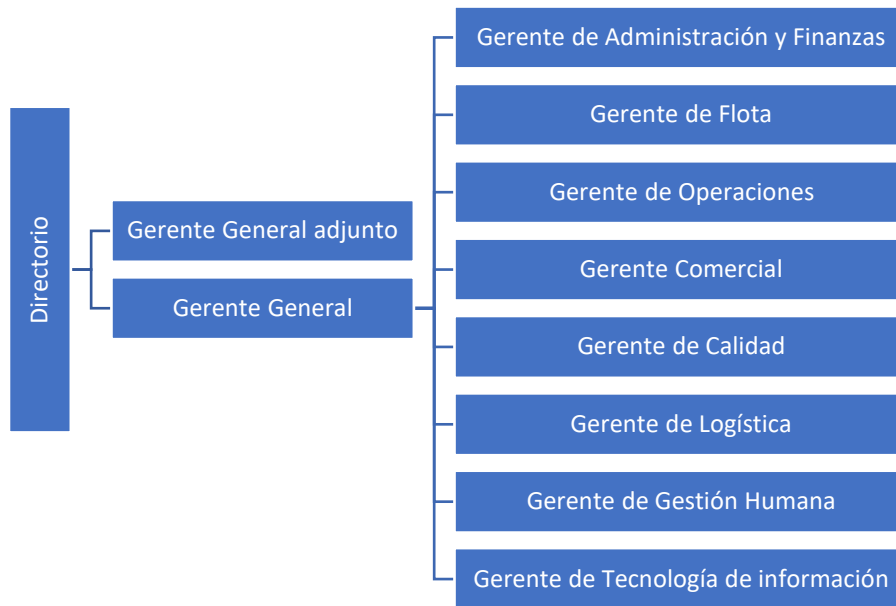 Directorio
Gerente General adjunto
Gerente General
Gerente de Administración y Finanzas
Gerente de Flota
Gerente de Operaciones
Gerente Comercial
Gerente de Calidad
Gerente de Logística
Gerente de Gestión Humana
Gerente de Tecnología de información